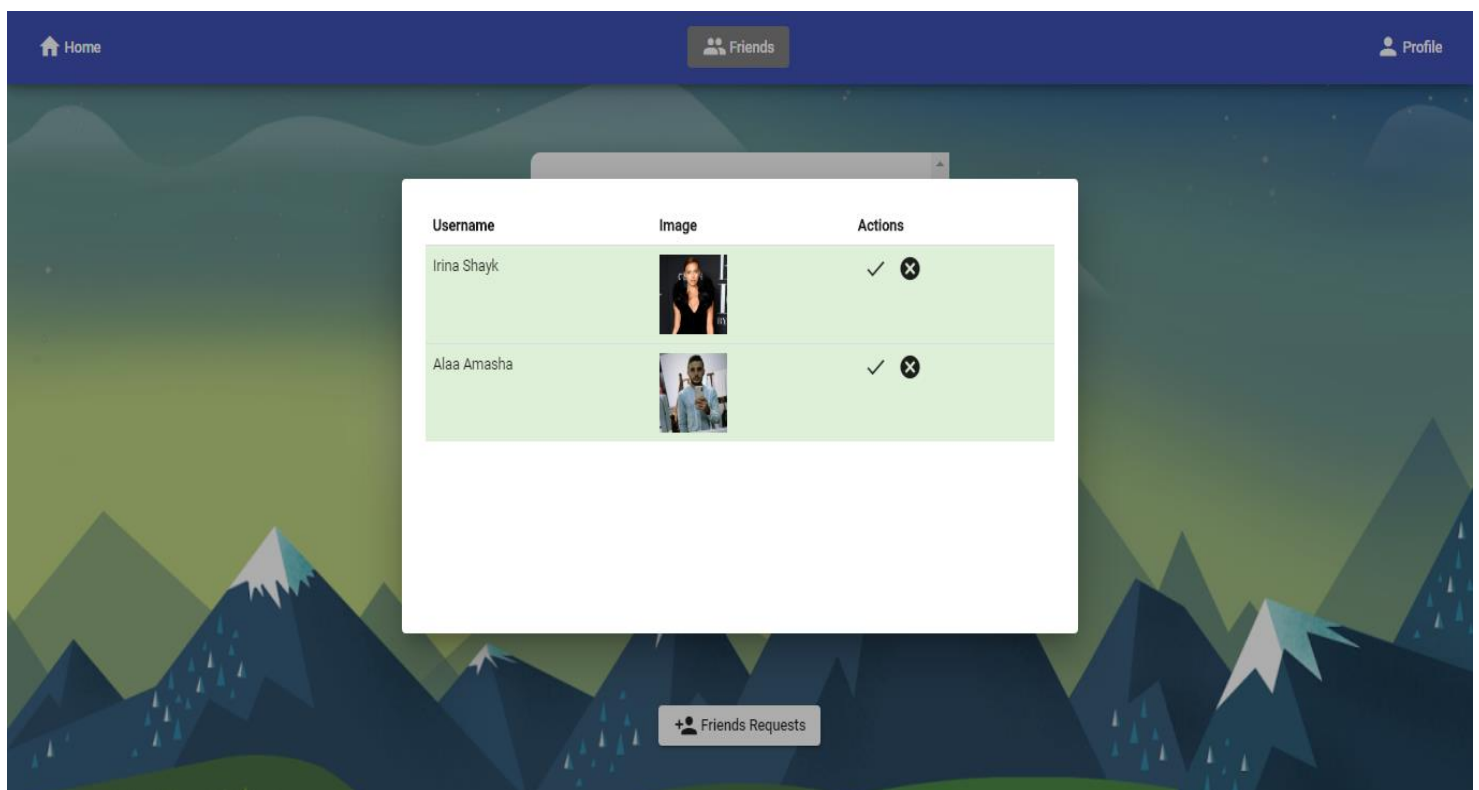 Home
Friends
Profile
Username Image Actions
Irina Shayk
Alaa Amasha
Friends Requests